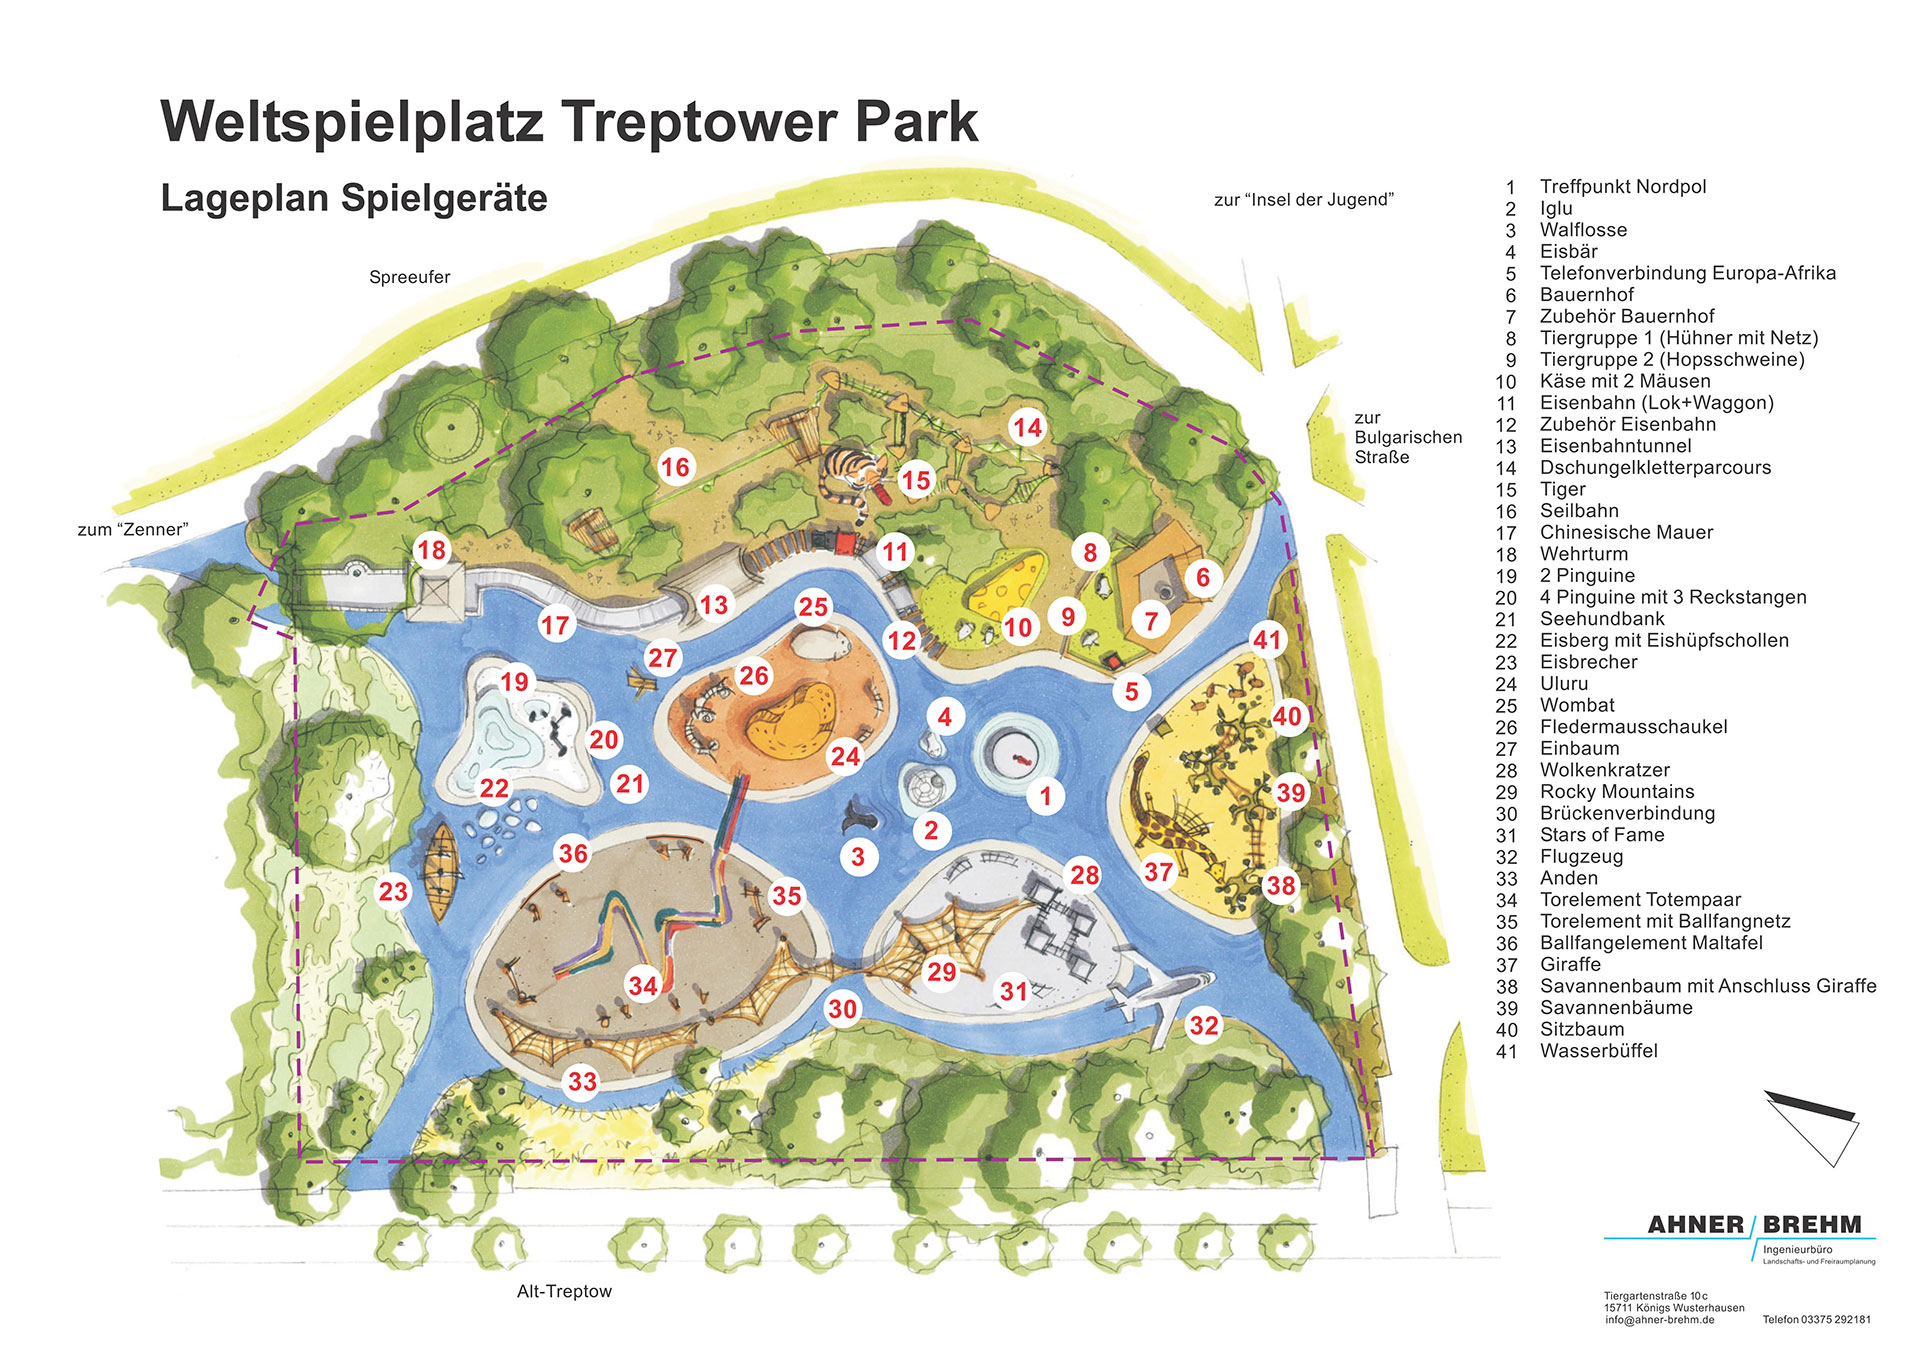 Weltspielplatz Treptower Park
Lageplan Spielgeräte
zur “Insel der Jugend”
Spreeufer
zur
Bulgarischen
Straße
zum “Zenner”
Alt-Treptow
1 Treffpunkt Nordpol
2 Iglu
3 Walflosse
4 Eisbär
5 Telefonverbindung Europa-Afrika
6 Bauernhof
7 Zubehör Bauernhof
8 Tiergruppe 1 (Hühner mit Netz)
9 Tiergruppe 2 (Hopsschweine)
10 Käse mit 2 Mäusen
11 Eisenbahn (Lok+Waggon)
12 Zubehör Eisenbahn
13 Eisenbahntunnel
14 Dschungelkletterparcours
15 Tiger
16 Seilbahn
17 Chinesische Mauer
18 Wehrturm
19 2 Pinguine
20 4 Pinguine mit 3 Reckstangen
21 Seehundbank
22 Eisberg mit Eishüpfschollen
23 Eisbrecher
24 Uluru
25 Wombat
26 Fledermausschaukel
27 Einbaum
28 Wolkenkratzer
29 Rocky Mountains
30 Brückenverbindung
31 Stars of Fame
32 Flugzeug
33 Anden
34 Torelement Totempaar
35 Torelement mit Ballfangnetz
36 Ballfangelement Maltafel
37 Giraffe
38 Savannenbaum mit Anschluss Giraffe
39 Savannenbäume
40 Sitzbaum
41 Wasserbüffel
14
16
15
18
11
8
6
13
25
9
7
17
10
12
41
27
26
19
5
4
40
20
24
21
22
1
39
2
36
3
37
28
23
35
38
29
34
31
30
32
33
AHNER/BREHM
Ingenieurbüro
Landschafts- und Freiraumplanung
Tiergartenstraße 10c
15711 Königs Wusterhausen
info@ahner-brehm.de
Telefon 03375 292181